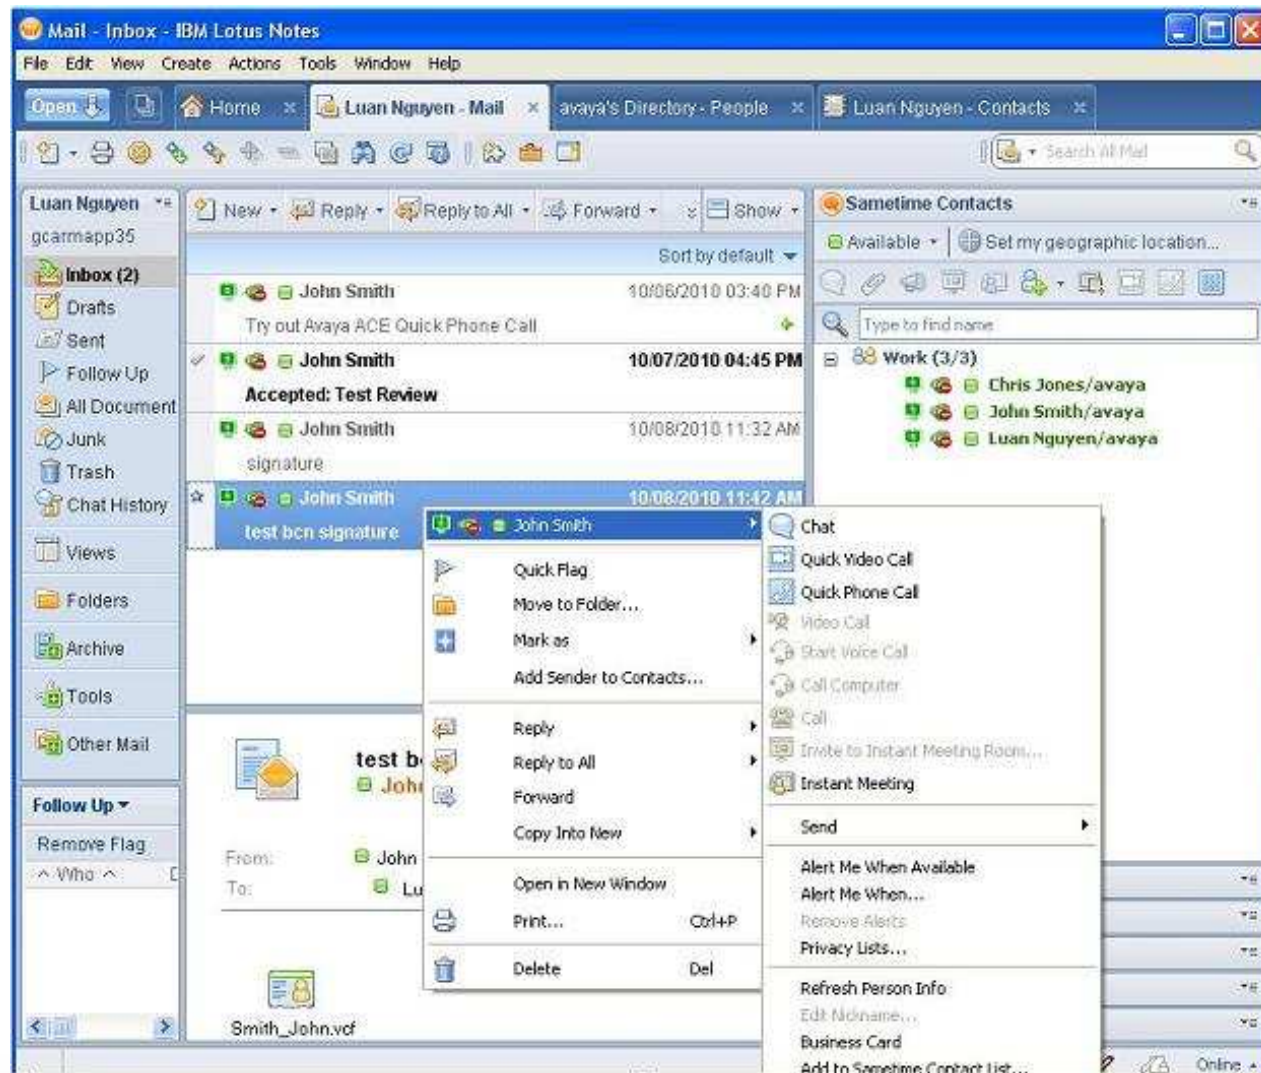 Mail - Inbox - IBM Lotus Notes
File Edit View Create Actions Tools Window Help
Open Home Luan Nguyen - Mail avaya's Directory - People Luan Nguyen - Contacts
Search All Mail
Luan Nguyen
gcarmapp35
Inbox (2)
Drafts
Sent
Follow Up
All Document
Junk
Trash
Chat History
Views
Folders
Archive
Tools
Other Mail
Follow Up
Remove Flag
Who
New Reply Reply to All Forward Show
Sort by default
John Smith 10/06/2010 03:40 PM
Try out Avaya ACE Quick Phone Call
John Smith 10/07/2010 04:45 PM
Accepted: Test Review
John Smith 10/08/2010 11:32 AM
signature
John Smith 10/08/2010 11:42 AM
test bcn signature
test b
John
From: John
To: Lu
Smith_John.vcf
John Smith
Quick Flag
Move to Folder...
Mark as
Add Sender to Contacts...
Reply
Reply to All
Forward
Copy Into New
Open in New Window
Print... Ctrl+P
Delete Del
Sametime Contacts
Available Set my geographic location...
Type to find name
Work (3/3)
Chris Jones/avaya
John Smith/avaya
Luan Nguyen/avaya
Chat
Quick Video Call
Quick Phone Call
Video Call
Start Voice Call
Call Computer
Call
Invite to Instant Meeting Room...
Instant Meeting
Send
Alert Me When Available
Alert Me When...
Remove Alerts
Privacy Lists...
Refresh Person Info
Edit Nickname...
Business Card
Add to Sametime Contact List...
Online